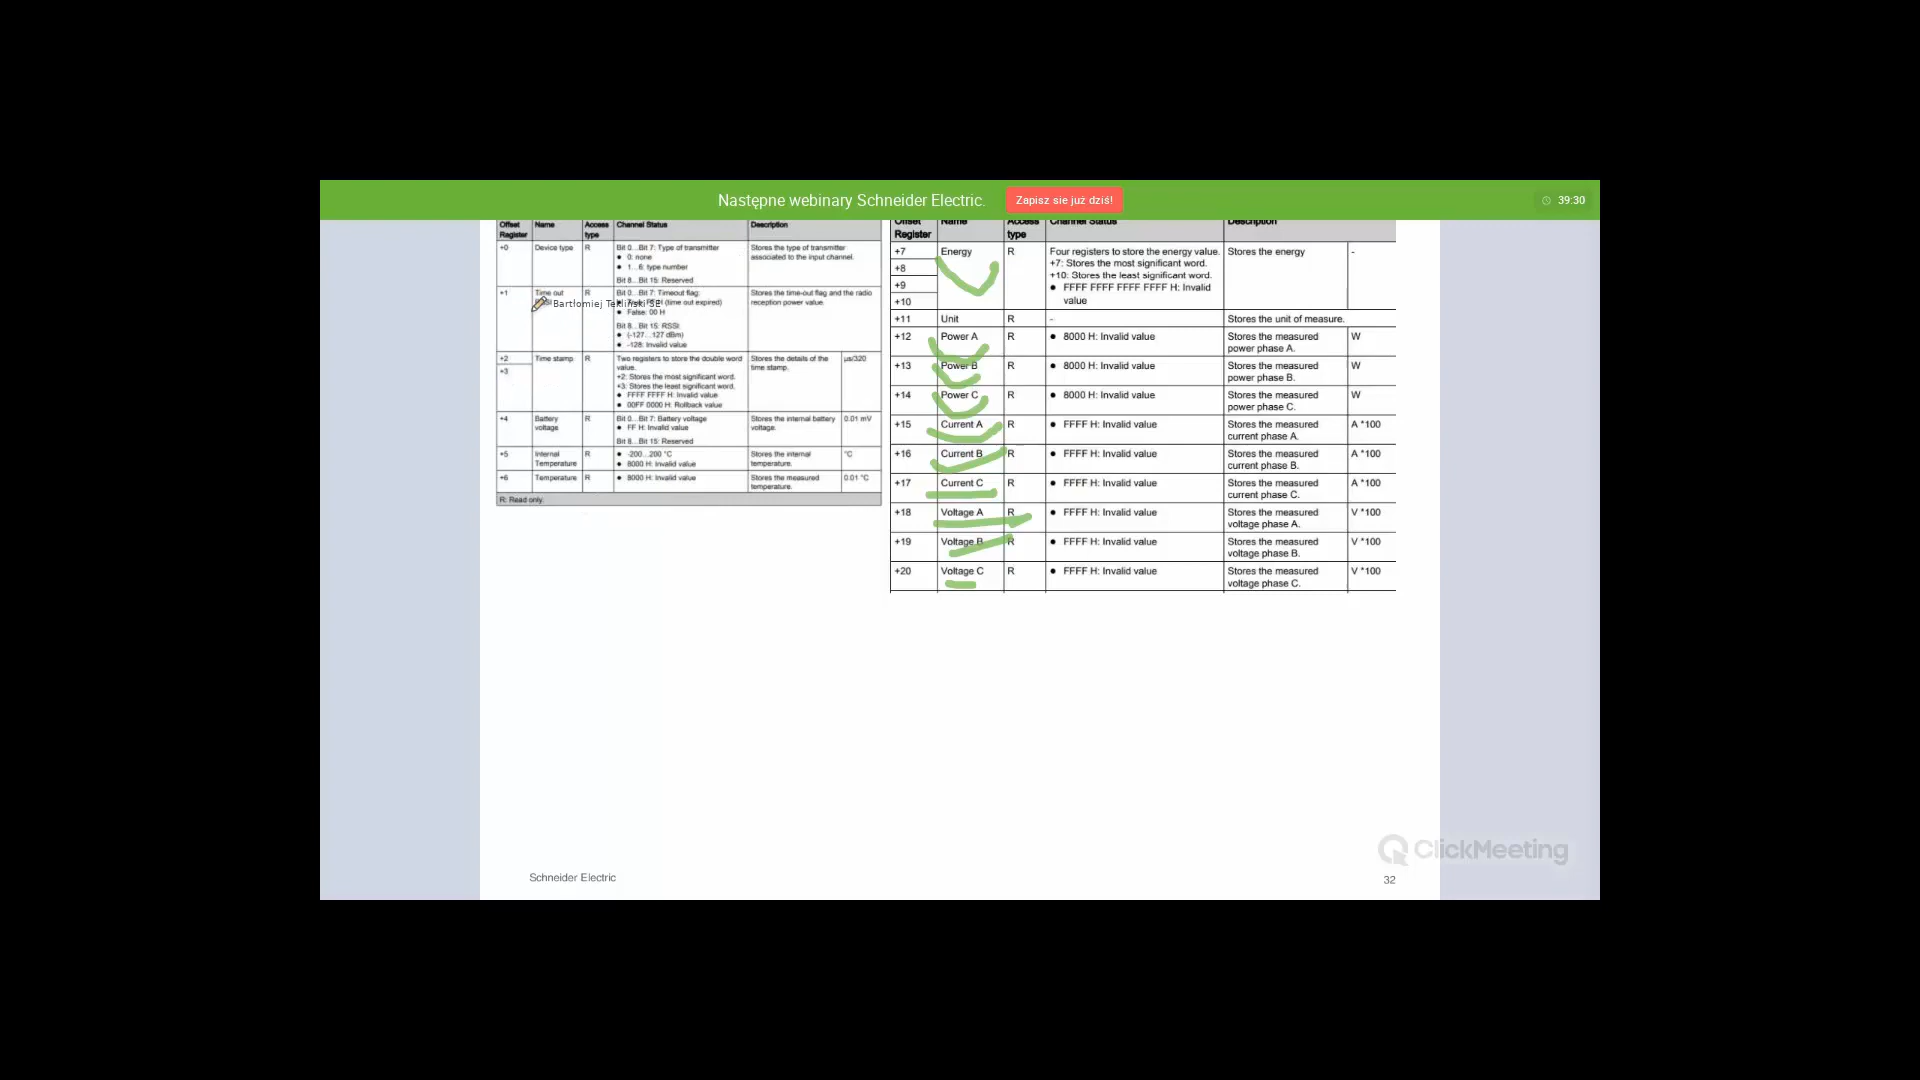 Następne webinary Schneider Electric. Zapisz sie już dziś! 39:30
Offset Register Name Access type Channel Status Description
+0 Device type R Bit 0...Bit 7: Type of transmitter Stores the type of transmitter associated to the input channel.
● 0: none
● 1...6: type number
Bit 8...Bit 15: Reserved
+1 Time out R Bit 0...Bit 7: Timeout flag: Stores the time-out flag and the radio reception power value.
(time out expired)
Bartłomiej Tekliński SE
● False: 00 H
Bit 8...Bit 15: RSSI:
● (-127...127 dBm)
● -128: Invalid value
+2 Time stamp R Two registers to store the double word value. Stores the details of the time stamp. µs/320
+3
+2: Stores the most significant word.
+3: Stores the least significant word.
● FFFF FFFF H: Invalid value
● 00FF 0000 H: Rollback value
+4 Battery voltage R Bit 0...Bit 7: Battery voltage Stores the internal battery voltage. 0.01 mV
● FF H: Invalid value
Bit 8...Bit 15: Reserved
+5 Internal Temperature R ● -200...200 °C Stores the internal temperature. °C
● 8000 H: Invalid value
+6 Temperature R ● 8000 H: Invalid value Stores the measured temperature. 0.01 °C
R: Read only.
Offset Register Name Access type Channel Status Description
+7 Energy R Four registers to store the energy value. Stores the energy -
+8 +7: Stores the most significant word.
+9 +10: Stores the least significant word.
+10 ● FFFF FFFF FFFF FFFF H: Invalid value
+11 Unit R - Stores the unit of measure.
+12 Power A R ● 8000 H: Invalid value Stores the measured power phase A. W
+13 Power B R ● 8000 H: Invalid value Stores the measured power phase B. W
+14 Power C R ● 8000 H: Invalid value Stores the measured power phase C. W
+15 Current A R ● FFFF H: Invalid value Stores the measured current phase A. A *100
+16 Current B R ● FFFF H: Invalid value Stores the measured current phase B. A *100
+17 Current C R ● FFFF H: Invalid value Stores the measured current phase C. A *100
+18 Voltage A R ● FFFF H: Invalid value Stores the measured voltage phase A. V *100
+19 Voltage B R ● FFFF H: Invalid value Stores the measured voltage phase B. V *100
+20 Voltage C R ● FFFF H: Invalid value Stores the measured voltage phase C. V *100
ClickMeeting
Schneider Electric
32